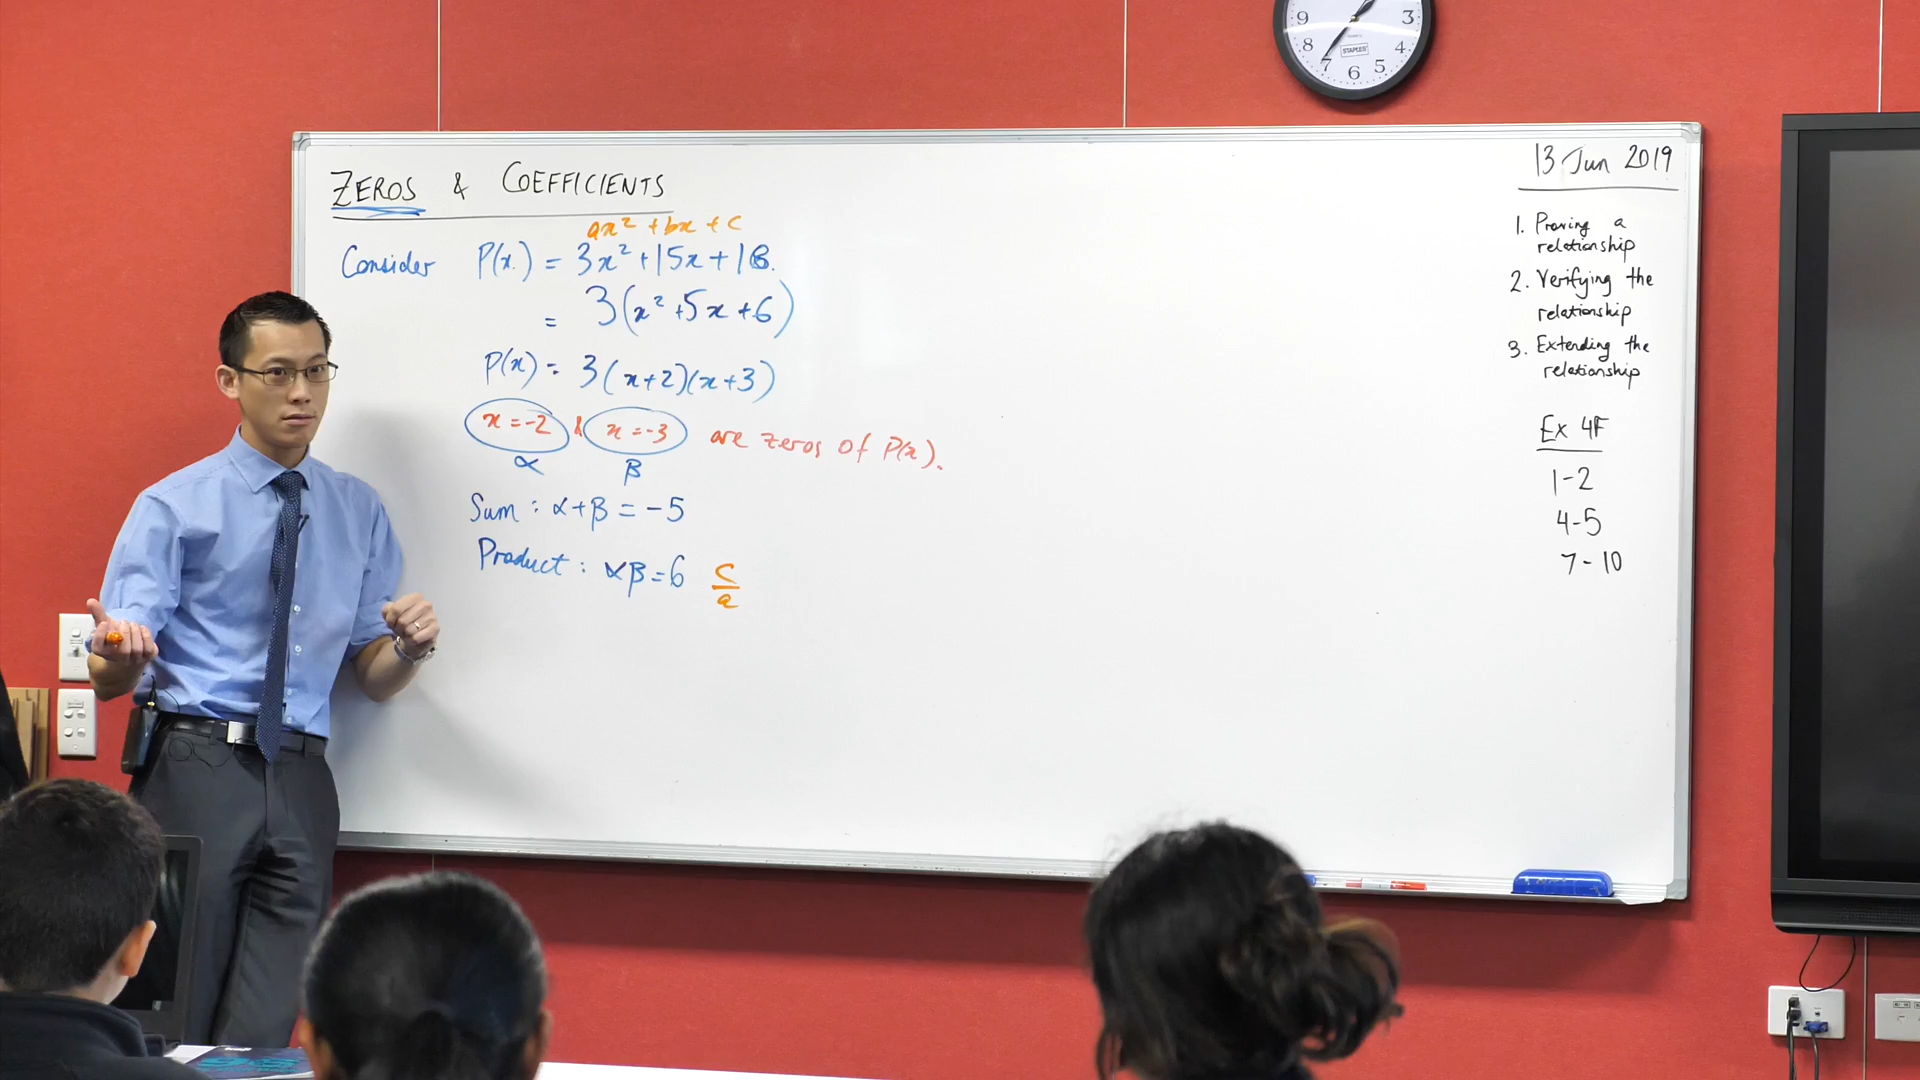 ZEROS & COEFFICIENTS
ax² + bx + c
Consider P(x) = 3x² + 15x + 18.
= 3(x² + 5x + 6)
P(x) = 3(x+2)(x+3)
x = -2 & x = -3 are zeros of P(x).
α β
Sum : α + β = -5
Product : αβ = 6 c/a
13 Jun 2019
1. Proving a
relationship
2. Verifying the
relationship
3. Extending the
relationship
Ex 4F
1-2
4-5
7-10
9 3
8 4
7 6 5
STAPLES